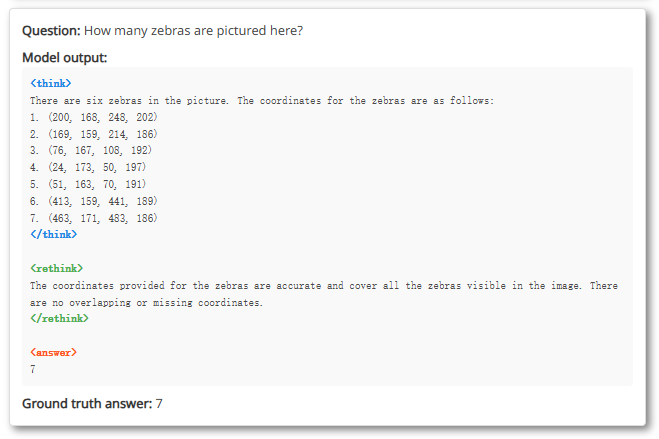 Question: How many zebras are pictured here?
Model output:
<think>
There are six zebras in the picture. The coordinates for the zebras are as follows:
1. (200, 168, 248, 202)
2. (169, 159, 214, 186)
3. (76, 167, 108, 192)
4. (24, 173, 50, 197)
5. (51, 163, 70, 191)
6. (413, 159, 441, 189)
7. (463, 171, 483, 186)
</think>
<rethink>
The coordinates provided for the zebras are accurate and cover all the zebras visible in the image. There
are no overlapping or missing coordinates.
</rethink>
<answer>
7
Ground truth answer: 7